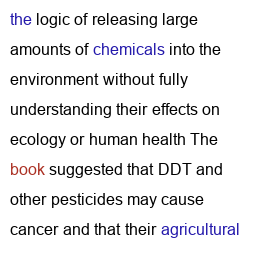 the logic of releasing large
amounts of chemicals into the
environment without fully
understanding their effects on
ecology or human health The
book suggested that DDT and
other pesticides may cause
cancer and that their agricultural